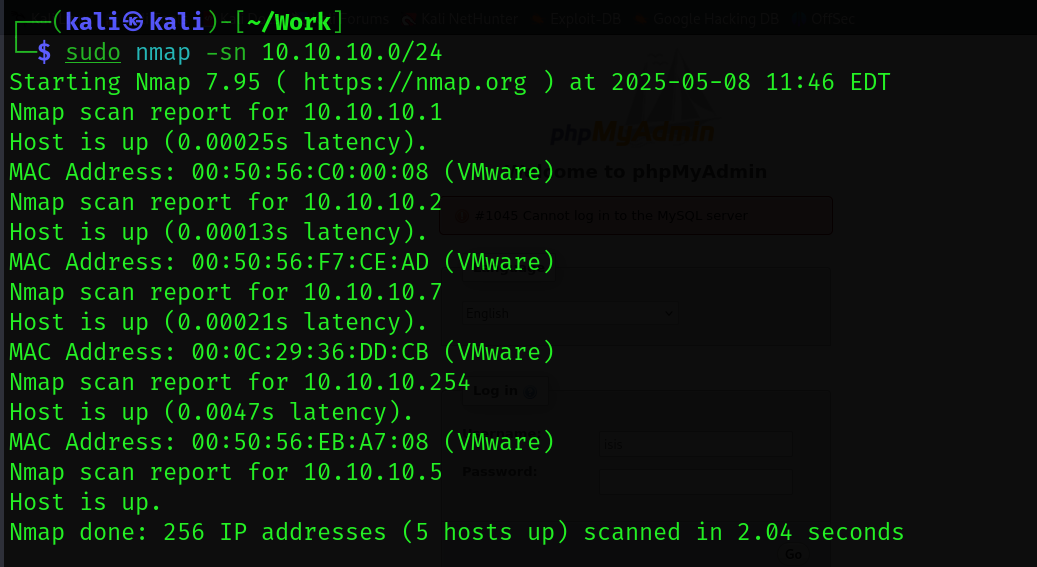 ┌──(kali㉿kali)-[~/Work]
└─$ sudo nmap -sn 10.10.10.0/24
Starting Nmap 7.95 ( https://nmap.org ) at 2025-05-08 11:46 EDT
Nmap scan report for 10.10.10.1
Host is up (0.00025s latency).
MAC Address: 00:50:56:C0:00:08 (VMware)
Nmap scan report for 10.10.10.2
Host is up (0.00013s latency).
MAC Address: 00:50:56:F7:CE:AD (VMware)
Nmap scan report for 10.10.10.7
Host is up (0.00021s latency).
MAC Address: 00:0C:29:36:DD:CB (VMware)
Nmap scan report for 10.10.10.254
Host is up (0.0047s latency).
MAC Address: 00:50:56:EB:A7:08 (VMware)
Nmap scan report for 10.10.10.5
Host is up.
Nmap done: 256 IP addresses (5 hosts up) scanned in 2.04 seconds
Kali NetHunter Exploit-DB Google Hacking DB OffSec
phpMyAdmin
to phpMyAdmin
#1045 Cannot log in to the MySQL server
English
Log in
Password:
Go